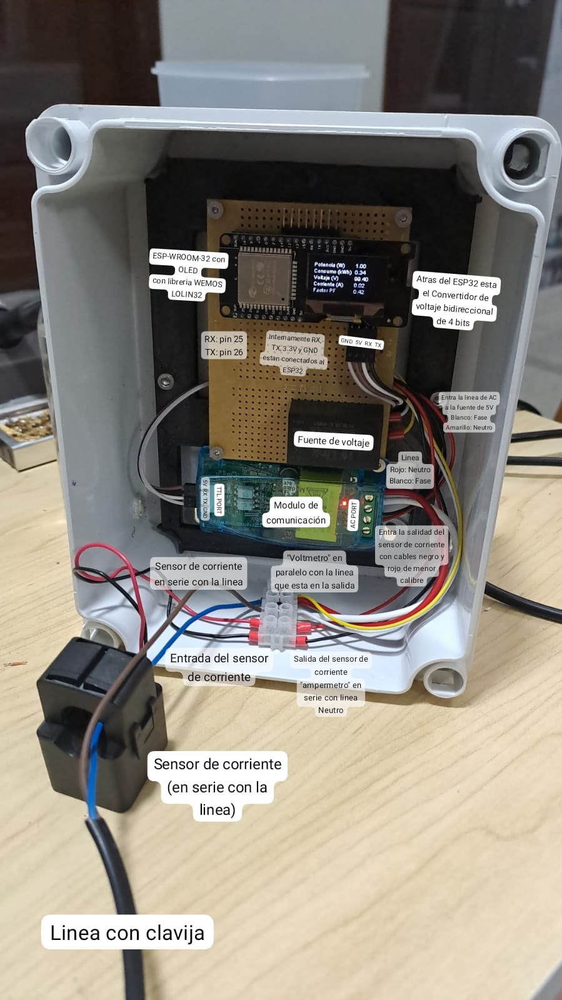 ESP-WROOM-32 con
OLED
con libreria WEMOS
LOLIN32
Potencia (W) 1.00
Consumo (kWh) 0.34
Voltaje (V) 99.40
Corriente (A) 0.02
Factor PF 0.42
Atras del ESP32 esta
el Convertidor de
voltaje bidireccional
de 4 bits
RX: pin 25
TX: pin 26
Internamente RX,
TX, 3.3V y GND
estan conectados al
ESP32
GND 5V RX TX
Entra la linea de AC
a la fuente de 5V
Blanco: Fase
Amarillo: Neutro
Fuente de voltaje
Linea
Rojo: Neutro
Blanco: Fase
5V RX TX GND
TTL PORT
Modulo de
comunicación
AC PORT
Entra la salidad del
sensor de corriente
con cables negro y
rojo de menor
calibre
Sensor de corriente
en serie con la linea
"Voltmetro" en
paralelo con la linea
que esta en la salida
Entrada del sensor
de corriente
Salida del sensor de
corriente
"ampermetro" en
serie con linea
Neutro
Sensor de corriente
(en serie con la
linea)
Linea con clavija